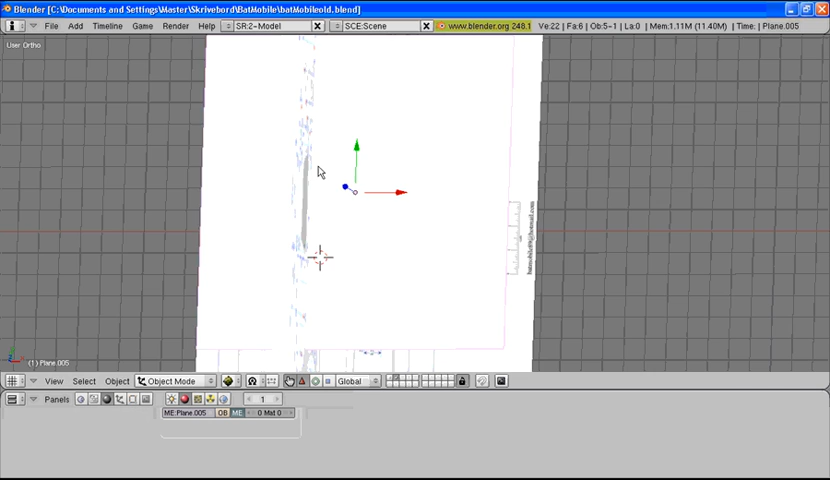 Blender [C:\Documents and Settings\Master\Skrivebord\BatMobile\batMobileold.blend]
File Add Timeline Game Render Help SR:2-Model SCE:Scene www.blender.org 248.1 Ve:22 | Fa:6 | Ob:5-1 | La:0 | Mem:1.11M (11.40M) | Time: | Plane.005
User Ortho
(1) Plane.005
View Select Object Object Mode Global
Panels 1
ME:Plane.005 OB ME 0 Mat 0